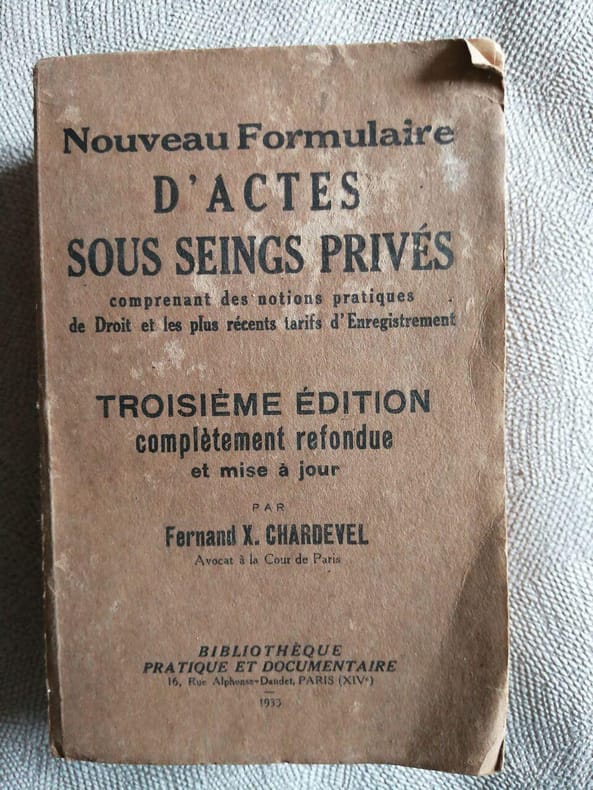 Nouveau Formulaire
D'ACTES
SOUS SEINGS PRIVÉS
comprenant des notions pratiques
de Droit et les plus récents tarifs d'Enregistrement
TROISIÈME ÉDITION
complètement refondue
et mise à jour
PAR
Fernand X. CHARDEVEL
Avocat à la Cour de Paris
BIBLIOTHÈQUE
PRATIQUE ET DOCUMENTAIRE
16, Rue Alphonse-Daudet, PARIS (XIVᵉ)
1933